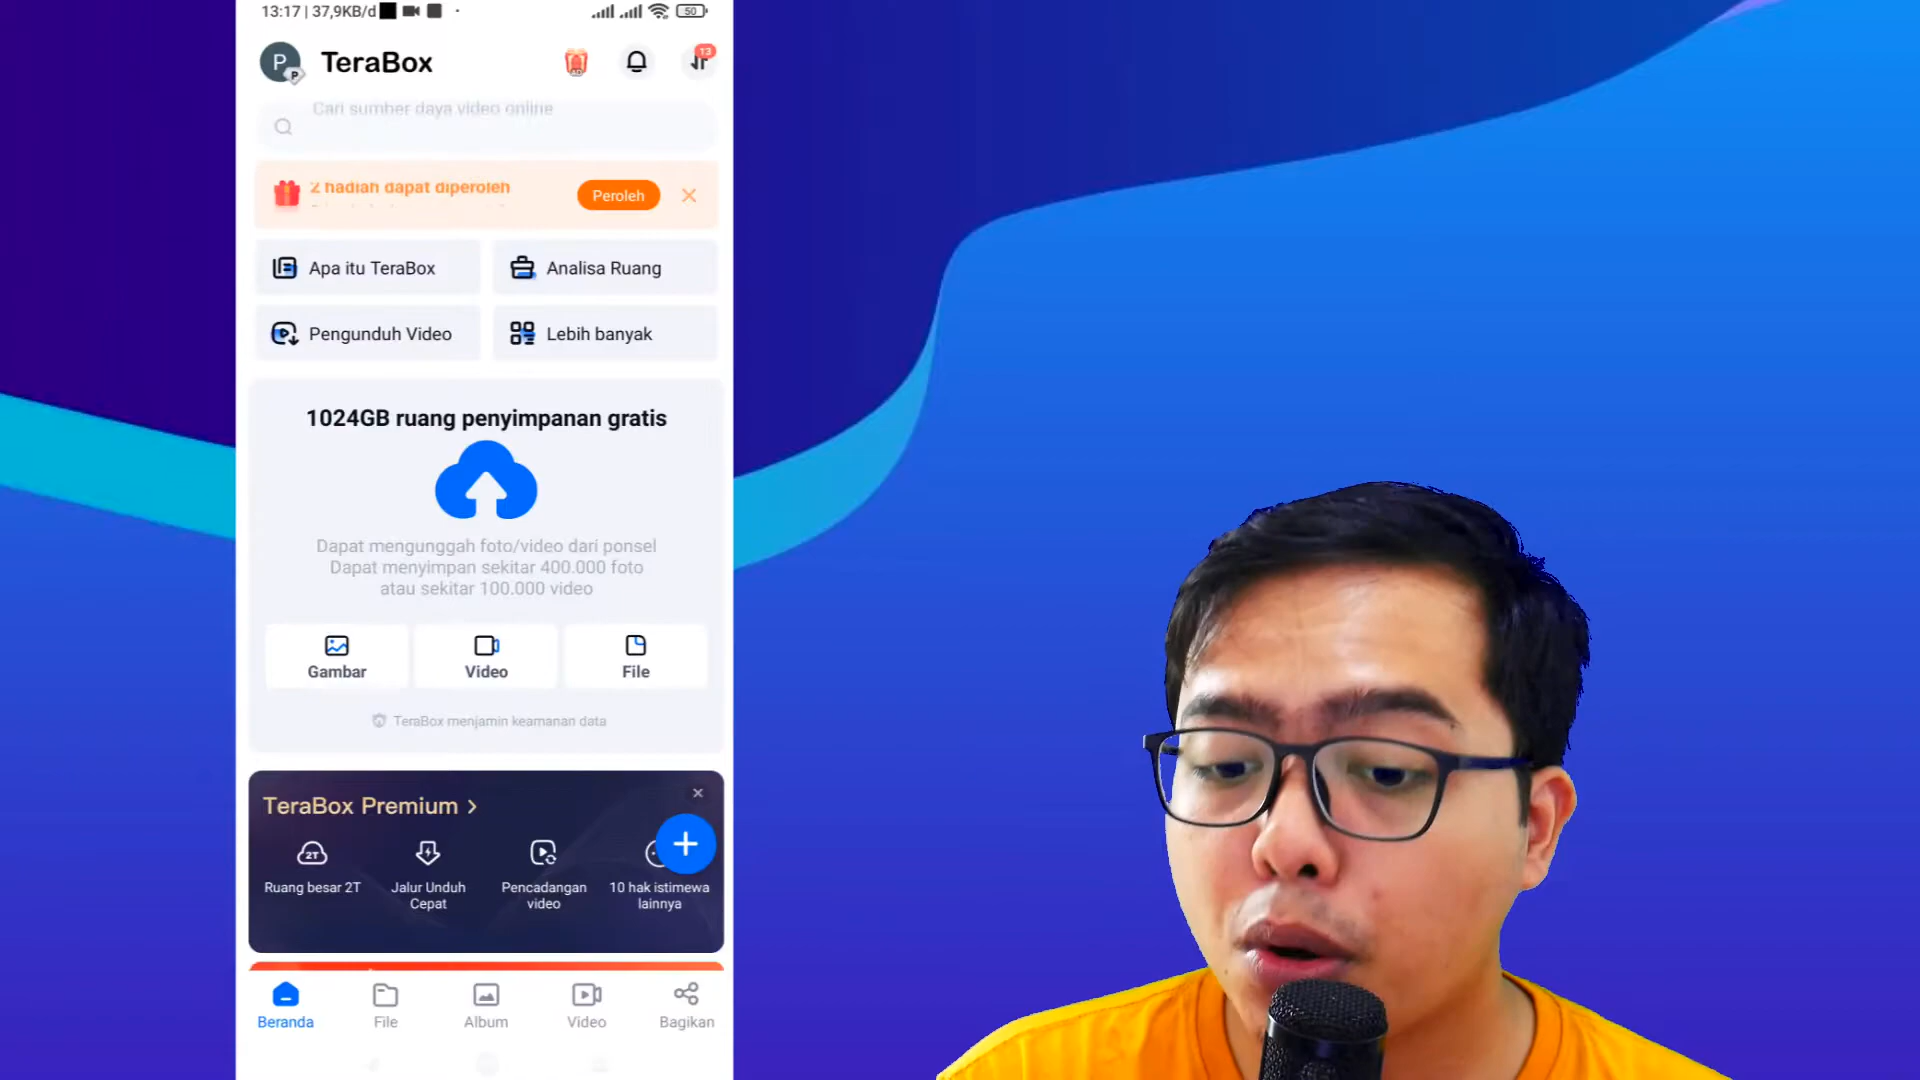 13:17 | 37,9KB/d
50
P
P
TeraBox
13
Cari sumber daya video online
2 hadiah dapat diperoleh
Peroleh
Apa itu TeraBox
Analisa Ruang
Pengunduh Video
Lebih banyak
1024GB ruang penyimpanan gratis
Dapat mengunggah foto/video dari ponsel
Dapat menyimpan sekitar 400.000 foto
atau sekitar 100.000 video
Gambar
Video
File
TeraBox menjamin keamanan data
TeraBox Premium >
2T
Ruang besar 2T
Jalur Unduh
Cepat
Pencadangan
video
10 hak istimewa
lainnya
Beranda
File
Album
Video
Bagikan